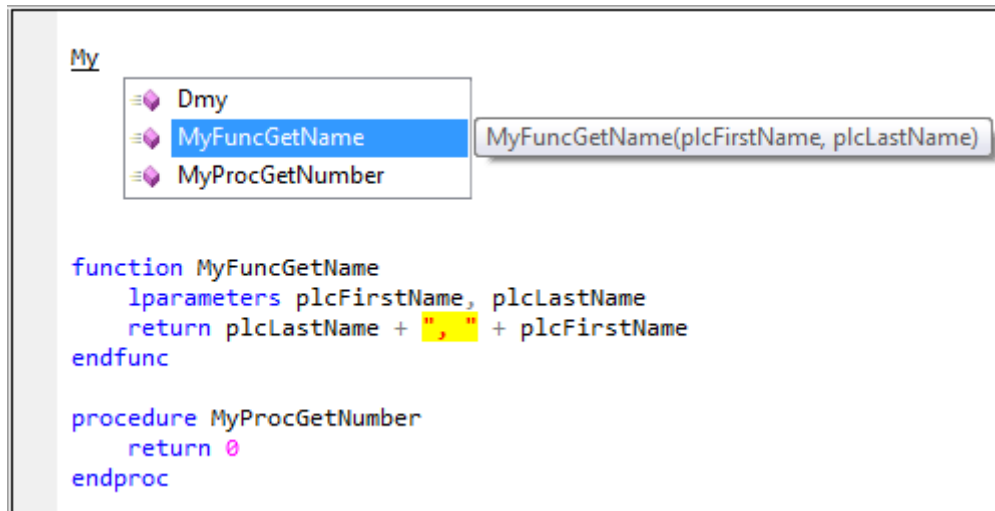 My
Dmy
MyFuncGetName MyFuncGetName(plcFirstName, plcLastName)
MyProcGetNumber
function MyFuncGetName
lparameters plcFirstName, plcLastName
return plcLastName + ", " + plcFirstName
endfunc
procedure MyProcGetNumber
return 0
endproc